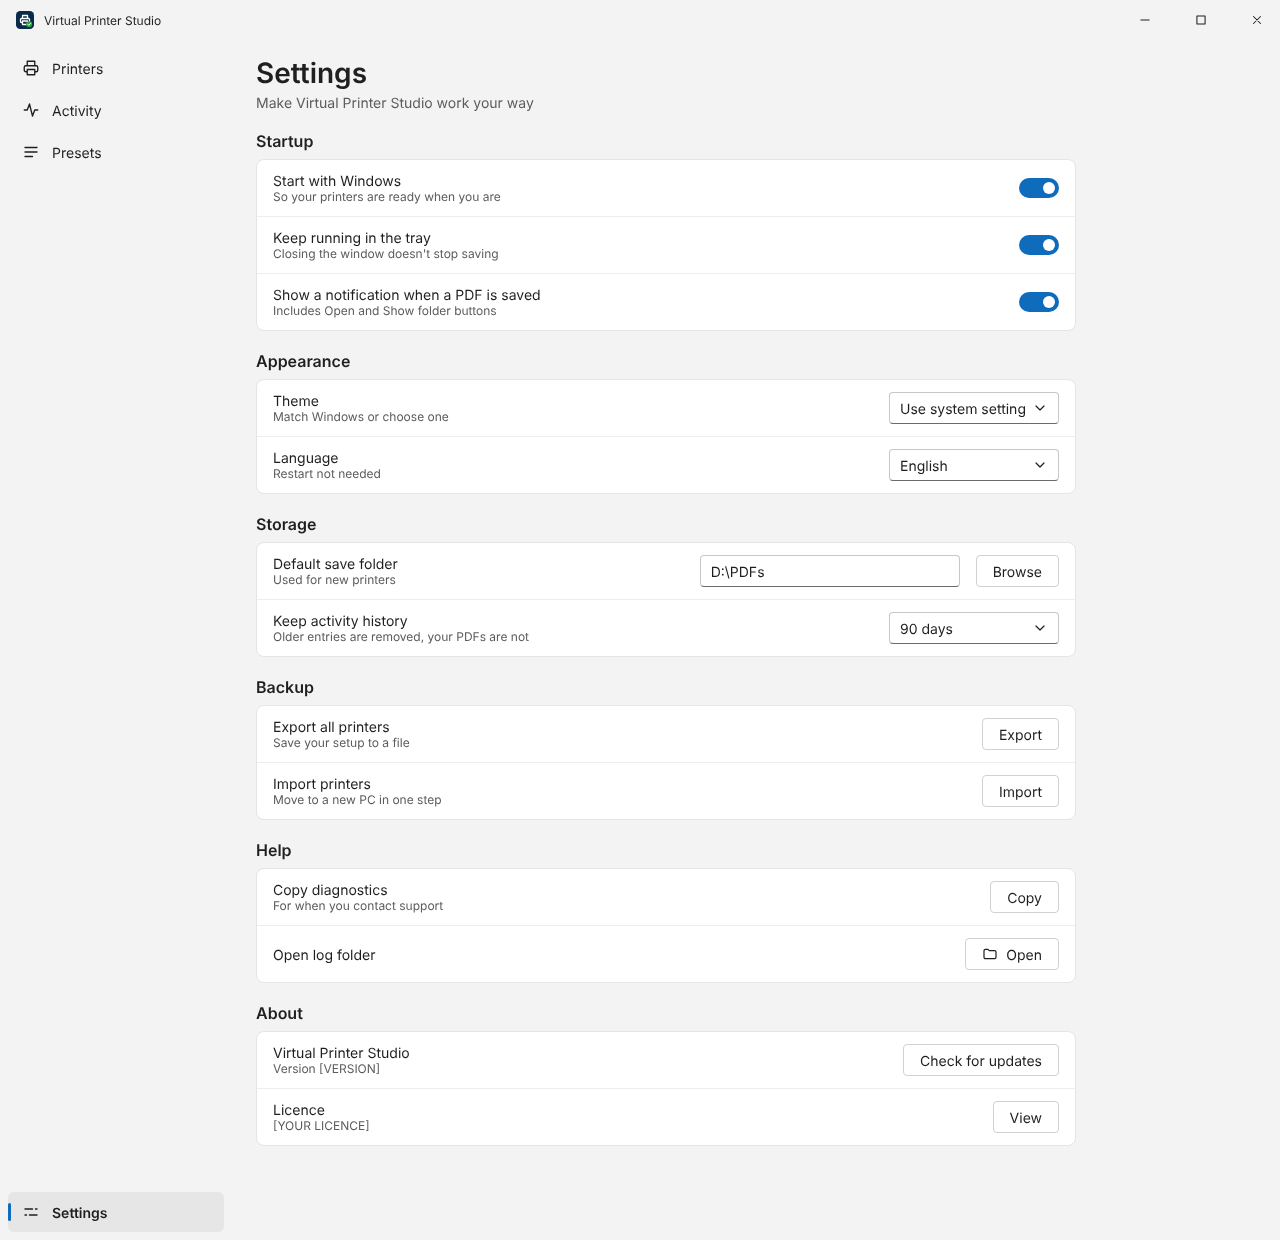 Virtual Printer Studio
Printers
Activity
Presets
Settings
Make Virtual Printer Studio work your way
Startup
Start with Windows
So your printers are ready when you are
Keep running in the tray
Closing the window doesn't stop saving
Show a notification when a PDF is saved
Includes Open and Show folder buttons
Appearance
Theme
Match Windows or choose one
Use system setting
Language
Restart not needed
English
Storage
Default save folder
Used for new printers
D:\PDFs
Browse
Keep activity history
Older entries are removed, your PDFs are not
90 days
Backup
Export all printers
Save your setup to a file
Export
Import printers
Move to a new PC in one step
Import
Help
Copy diagnostics
For when you contact support
Copy
Open log folder
Open
About
Virtual Printer Studio
Version [VERSION]
Check for updates
Licence
[YOUR LICENCE]
View
Settings